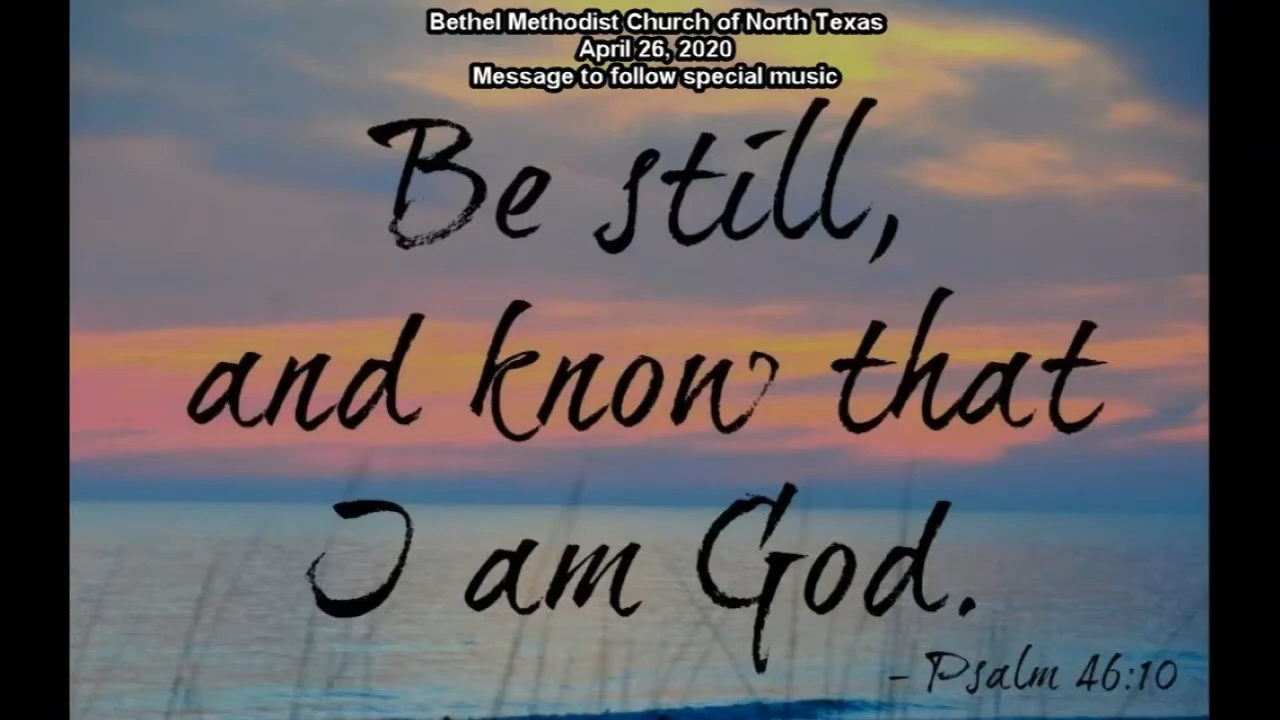 Bethel Methodist Church of North Texas
April 26, 2020
Message to follow special music
Be still,
and know that
I am God.
- Psalm 46:10